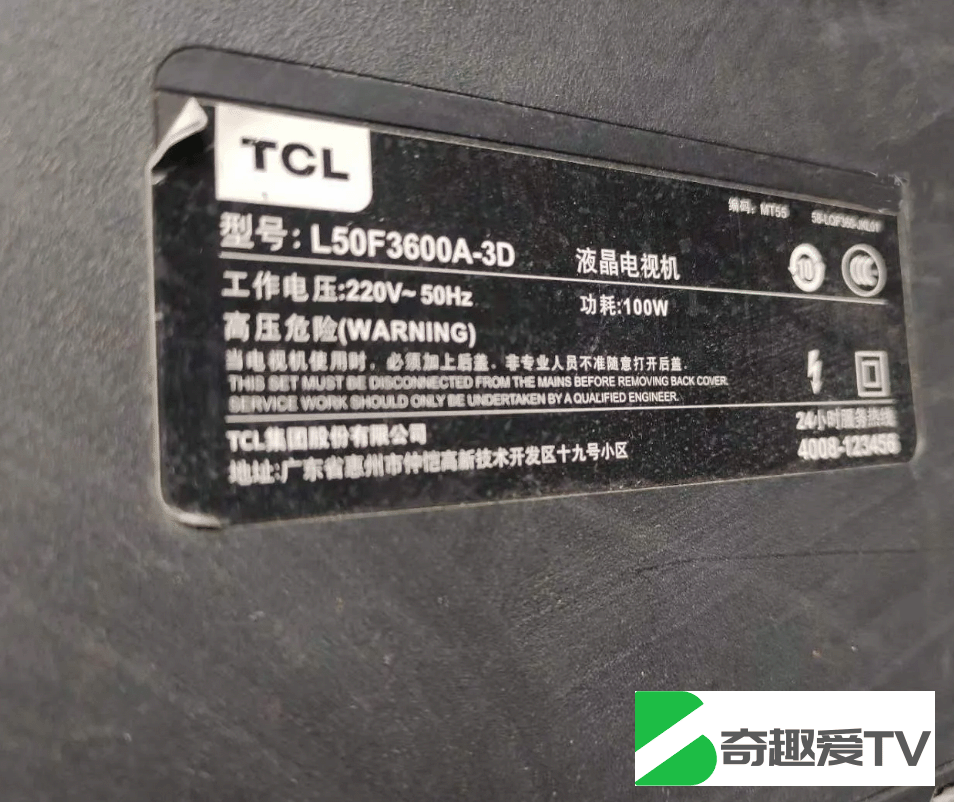 TCL
编码: MT55
型号: L50F3600A-3D
液晶电视机
10
工作电压:220V~ 50Hz
功耗:100W
高压危险(WARNING)
当电视机使用时，必须加上后盖．非专业人员不准随意打开后盖．
THIS SET MUST BE DISCONNECTED FROM THE MAINS BEFORE REMOVING BACK COVER.
SERVICE WORK SHOULD ONLY BE UNDERTAKEN BY A QUALIFIED ENGINEER.
TCL集团股份有限公司
地址:广东省惠州市仲恺高新技术开发区十九号小区
24小时服务热线
4008-123456
奇趣爱TV